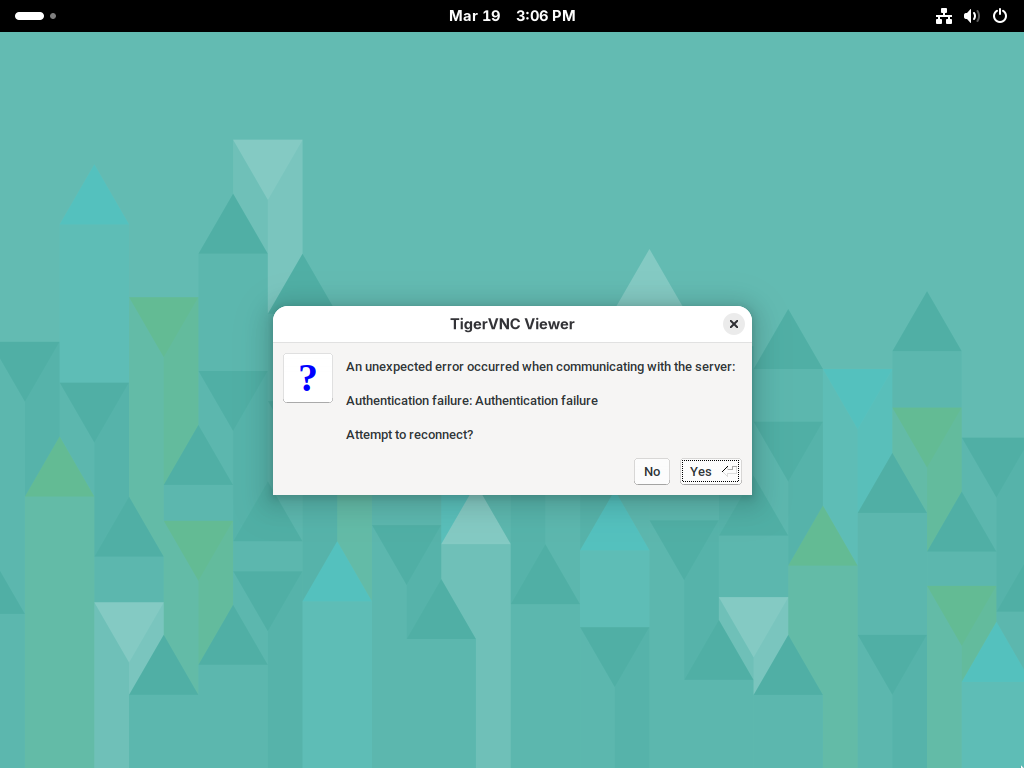 Mar 19 3:06 PM
TigerVNC Viewer
?
An unexpected error occurred when communicating with the server:
Authentication failure: Authentication failure
Attempt to reconnect?
No Yes